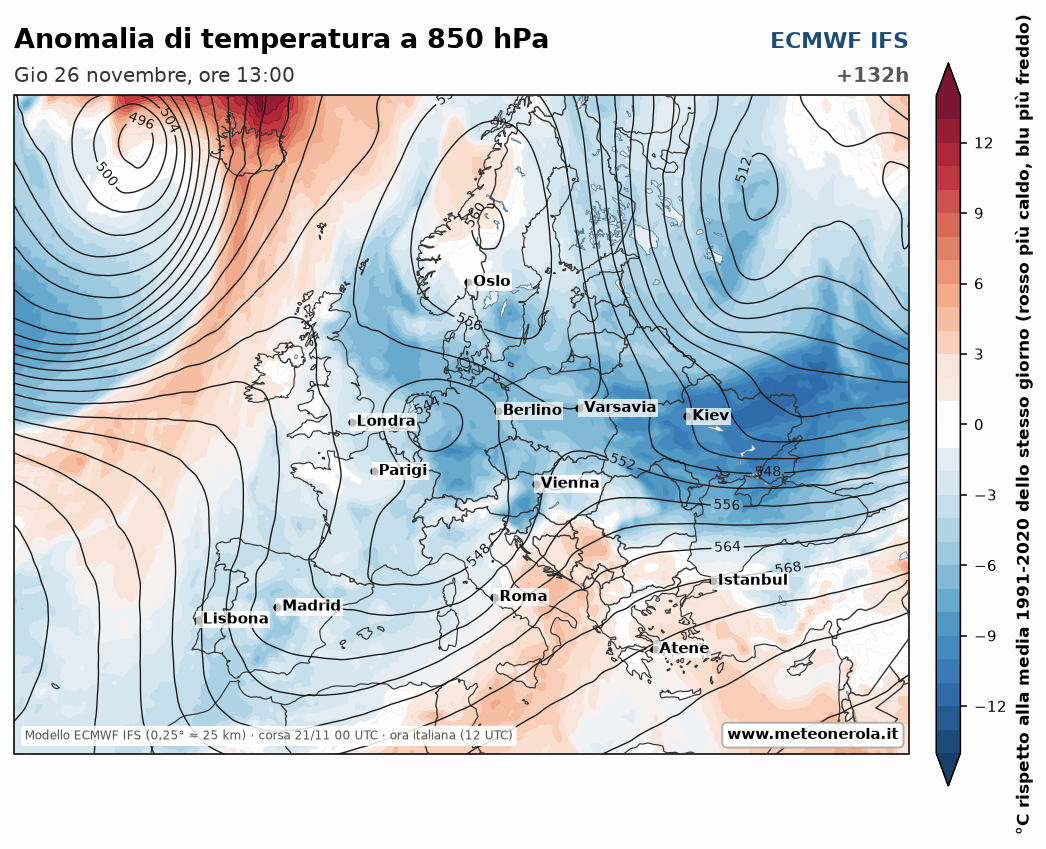 Anomalia di temperatura a 850 hPa
ECMWF IFS
Gio 26 novembre, ore 13:00
+132h
496
504
500
512
560
Oslo
556
544
Londra
Berlino
Varsavia
Kiev
Parigi
552
548
Vienna
556
564
548
568
Istanbul
Roma
Madrid
Lisbona
Atene
Modello ECMWF IFS (0,25° ≈ 25 km) · corsa 21/11 00 UTC · ora italiana (12 UTC)
www.meteonerola.it
12
9
6
3
0
−3
−6
−9
−12
°C rispetto alla media 1991-2020 dello stesso giorno (rosso più caldo, blu più freddo)